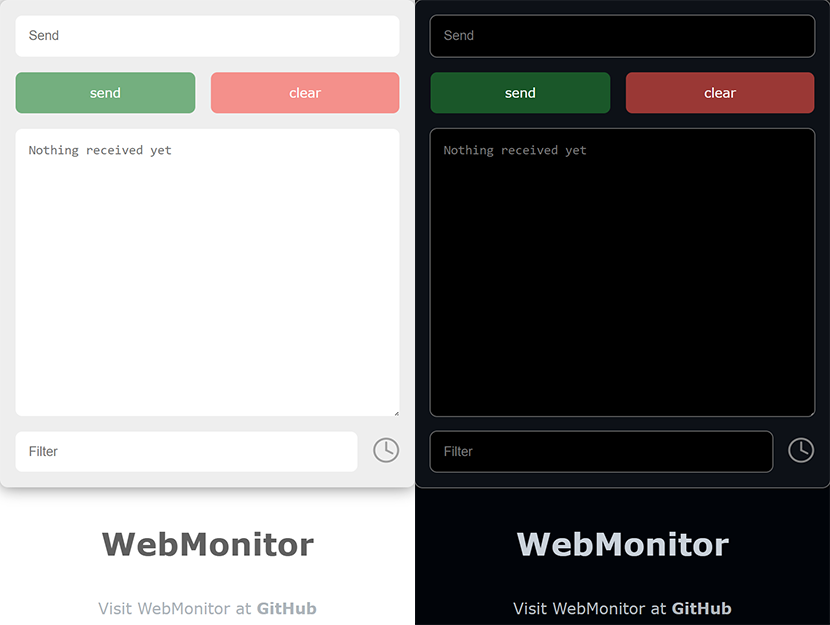 Send
send clear
Nothing received yet
Filter
WebMonitor
Visit WebMonitor at GitHub
Send
send clear
Nothing received yet
Filter
WebMonitor
Visit WebMonitor at GitHub